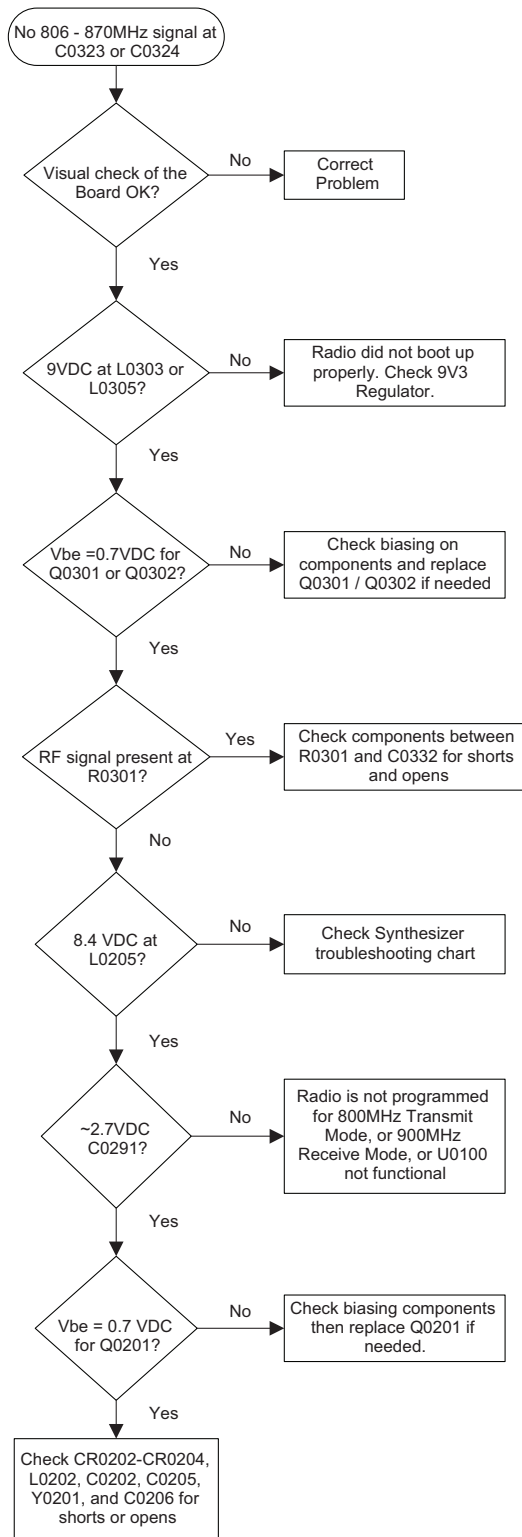 No 806 - 870MHz signal at
C0323 or C0324
Visual check of the
Board OK?
No
Correct
Problem
Yes
9VDC at L0303 or
L0305?
No
Radio did not boot up
properly. Check 9V3
Regulator.
Yes
Vbe =0.7VDC for
Q0301 or Q0302?
No
Check biasing on
components and replace
Q0301 / Q0302 if needed
Yes
RF signal present at
R0301?
Yes
Check components between
R0301 and C0332 for shorts
and opens
No
8.4 VDC at
L0205?
No
Check Synthesizer
troubleshooting chart
Yes
~2.7VDC
C0291?
No
Radio is not programmed
for 800MHz Transmit
Mode, or 900MHz
Receive Mode, or U0100
not functional
Yes
Vbe = 0.7 VDC
for Q0201?
No
Check biasing components
then replace Q0201 if
needed.
Yes
Check CR0202-CR0204,
L0202, C0202, C0205,
Y0201, and C0206 for
shorts or opens